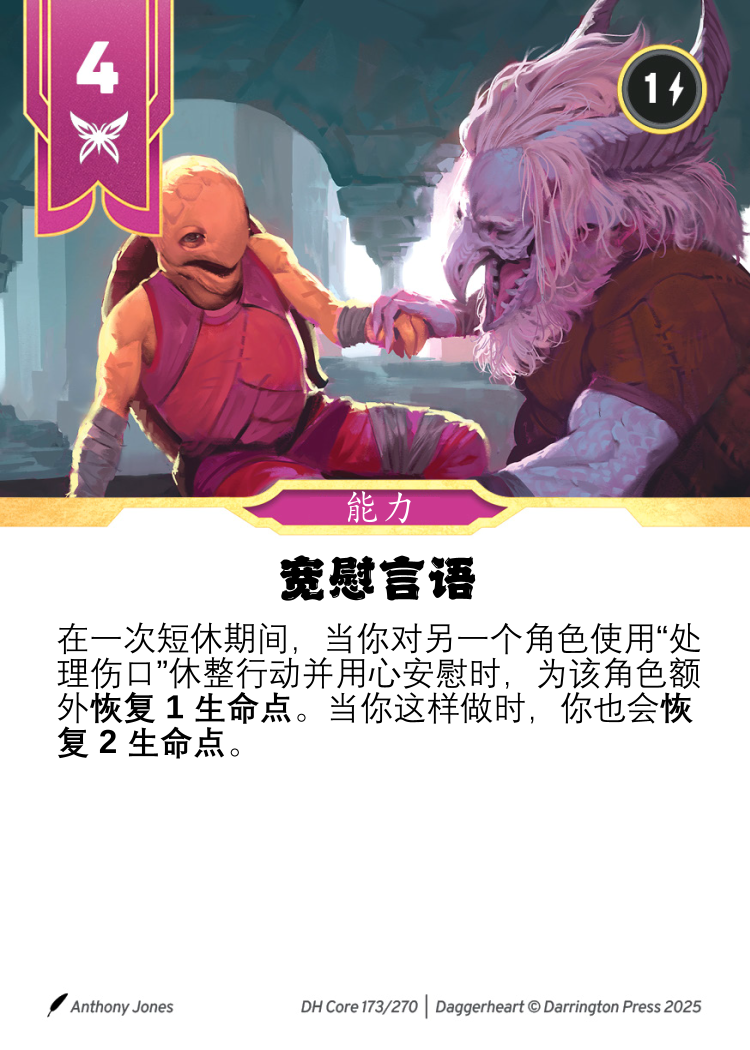 4
1
能力
宽慰言语
在一次短休期间，当你对另一个角色使用“处
理伤口”休整行动并用心安慰时，为该角色额
外恢复 1 生命点。当你这样做时，你也会恢
复 2 生命点。
Anthony Jones
DH Core 173/270 | Daggerheart © Darrington Press 2025